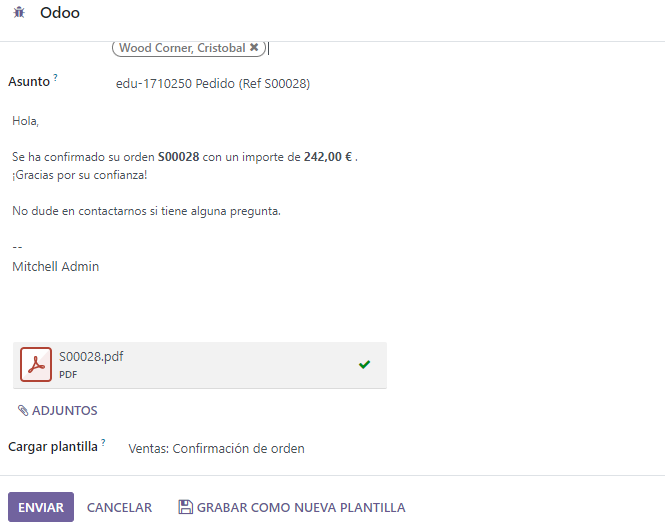 Odoo
Wood Corner, Cristobal ✖
Asunto ?
edu-1710250 Pedido (Ref S00028)
Hola,
Se ha confirmado su orden S00028 con un importe de 242,00 € .
¡Gracias por su confianza!
No dude en contactarnos si tiene alguna pregunta.
--
Mitchell Admin
S00028.pdf
PDF
ADJUNTOS
Cargar plantilla ?
Ventas: Confirmación de orden
ENVIAR CANCELAR GRABAR COMO NUEVA PLANTILLA